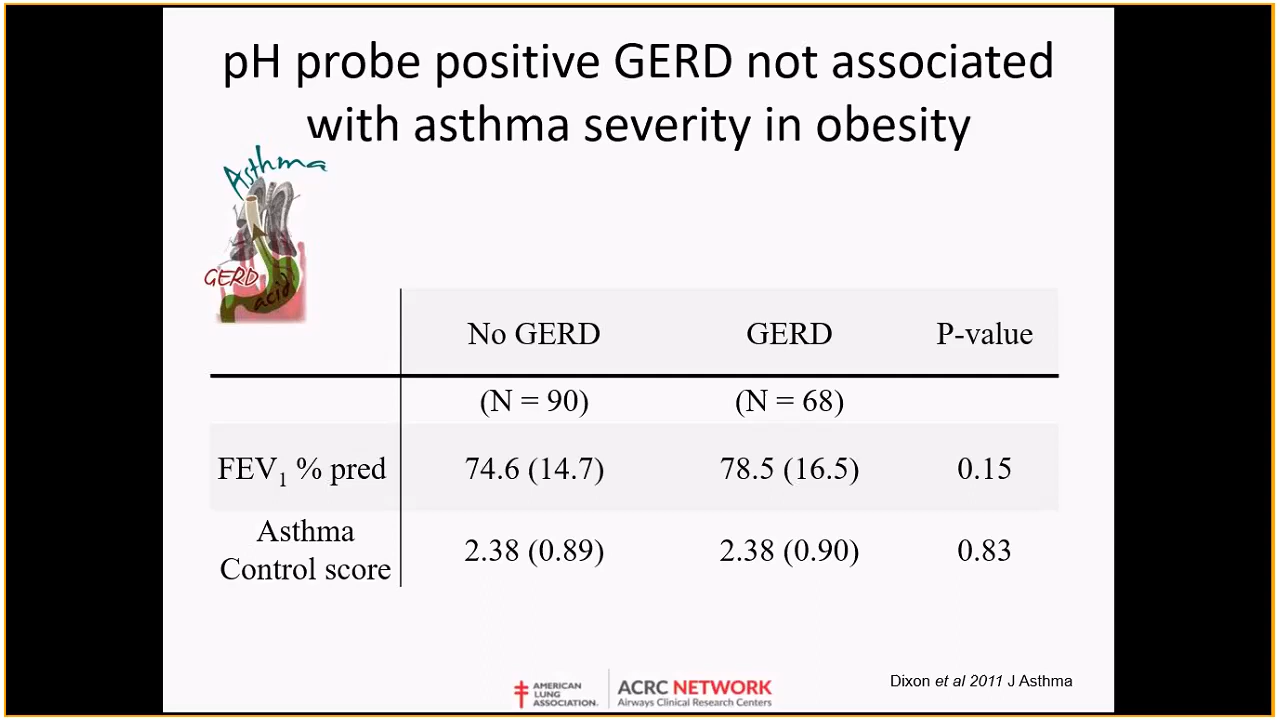 pH probe positive GERD not associated
with asthma severity in obesity
Asthma
GERD
acid
No GERD GERD P-value
(N = 90) (N = 68)
FEV1 % pred 74.6 (14.7) 78.5 (16.5) 0.15
Asthma
Control score 2.38 (0.89) 2.38 (0.90) 0.83
AMERICAN
LUNG
ASSOCIATION.
ACRC NETWORK
Airways Clinical Research Centers
Dixon et al 2011 J Asthma